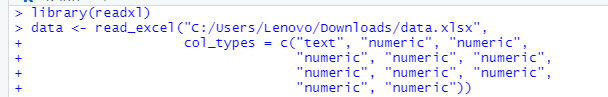 > library(readxl)
> data <- read_excel("C:/Users/Lenovo/Downloads/data.xlsx",
+                    col_types = c("text", "numeric", "numeric",
+                                  "numeric", "numeric", "numeric",
+                                  "numeric", "numeric", "numeric",
+                                  "numeric", "numeric"))